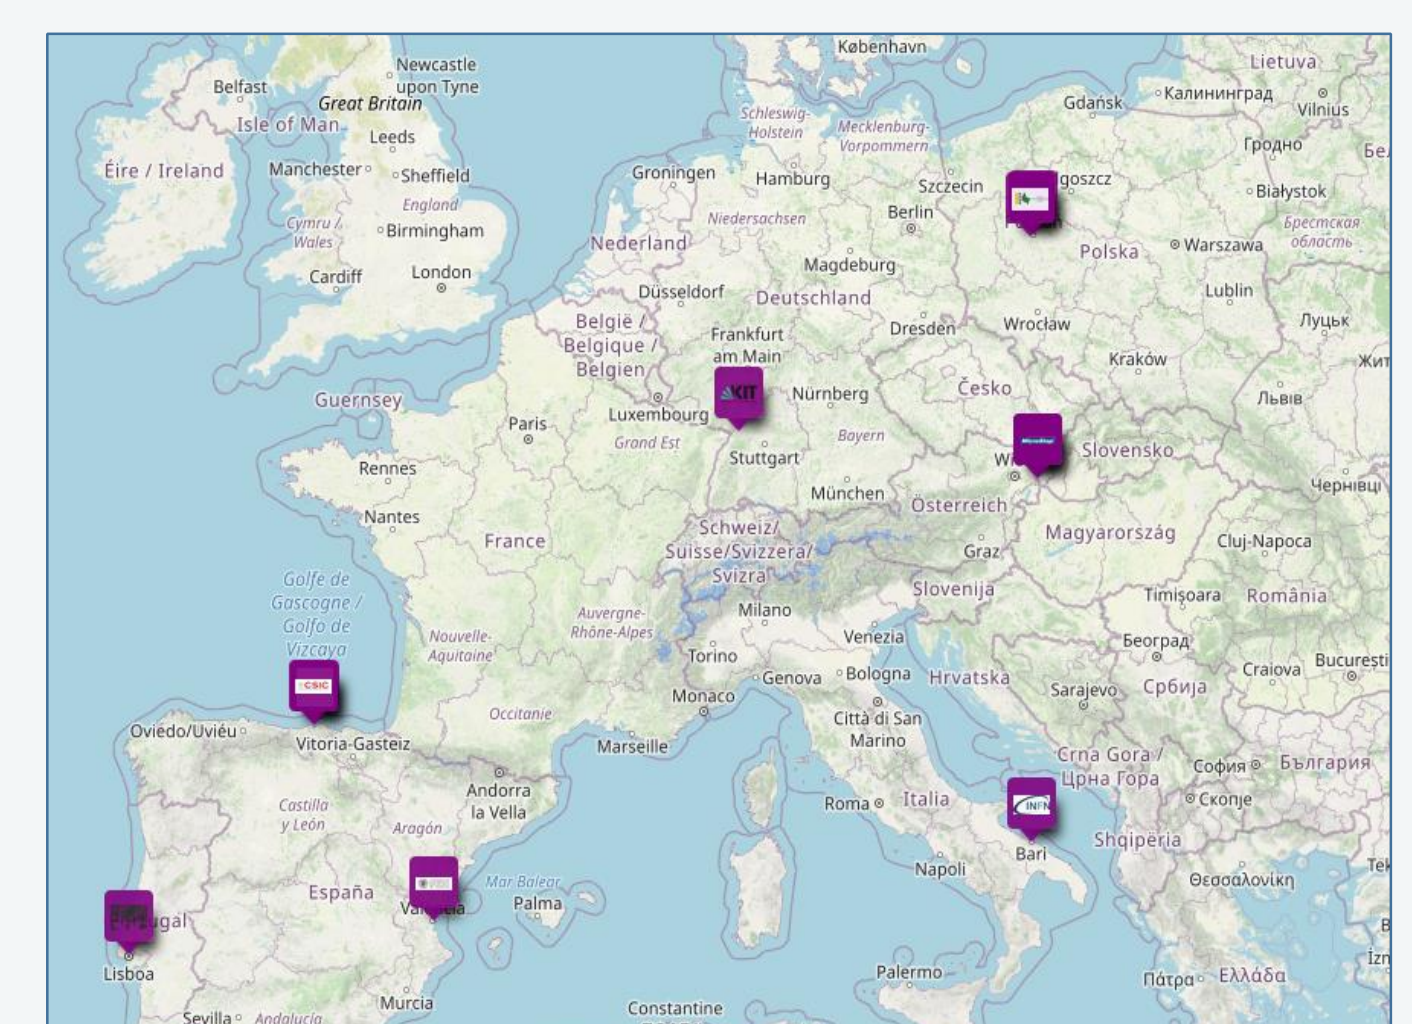 København
Newcastle
upon Tyne
Lietuva
Belfast
Great Britain
Gdańsk
Калининград
Vilnius
Isle of Man
Schleswig-
Holstein
Mecklenburg-
Vorpommern
Leeds
Гродно
Éire / Ireland
Manchester
Sheffield
Groningen
Hamburg
Szczecin
goszcz
Białystok
England
Cymru /
Wales
Birmingham
Niedersachsen
Berlin
Брестская
область
Nederland
Polska
Warszawa
Cardiff
London
Magdeburg
Düsseldorf
Deutschland
Lublin
België /
Belgique /
Belgien
Frankfurt
am Main
Dresden
Wrocław
Луцьк
Kraków
Жит
KIT
Nürnberg
Česko
Львів
Guernsey
Luxembourg
Paris
Grand Est
Bayern
Stuttgart
Slovensko
Rennes
München
Чернівці
Nantes
Österreich
France
Schweiz/
Suisse/Svizzera/
Svizra
Magyarország
Graz
Cluj-Napoca
Golfe de
Gascogne /
Golfo de
Vizcaya
Slovenija
Timișoara
România
Auvergne-
Rhône-Alpes
Milano
Nouvelle-
Aquitaine
Venezia
Београд
Torino
Genova
Bologna
Hrvatska
Craiova
București
CSIC
Monaco
Sarajevo
Србија
Occitanie
Città di San
Marino
Oviedo/Uviéu
Vitoria-Gasteiz
Marseille
Crna Gora /
Црна Гора
София
България
Andorra
la Vella
Castilla
y León
Aragón
Roma
Italia
INFN
Скопје
Shqipëria
Bari
Napoli
Θεσσαλονίκη
Tek
España
Mar Balear
Palma
Lisboa
Palermo
Πάτρα
Ελλάδα
İzn
Murcia
Constantine
Sevilla
Andalucía